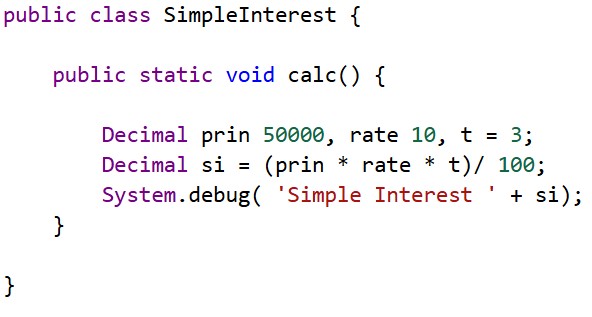 public class SimpleInterest {
public static void calc() {
Decimal prin 50000, rate 10, t = 3;
Decimal si = (prin * rate * t)/ 100;
System.debug( 'Simple Interest ' + si);
}
}